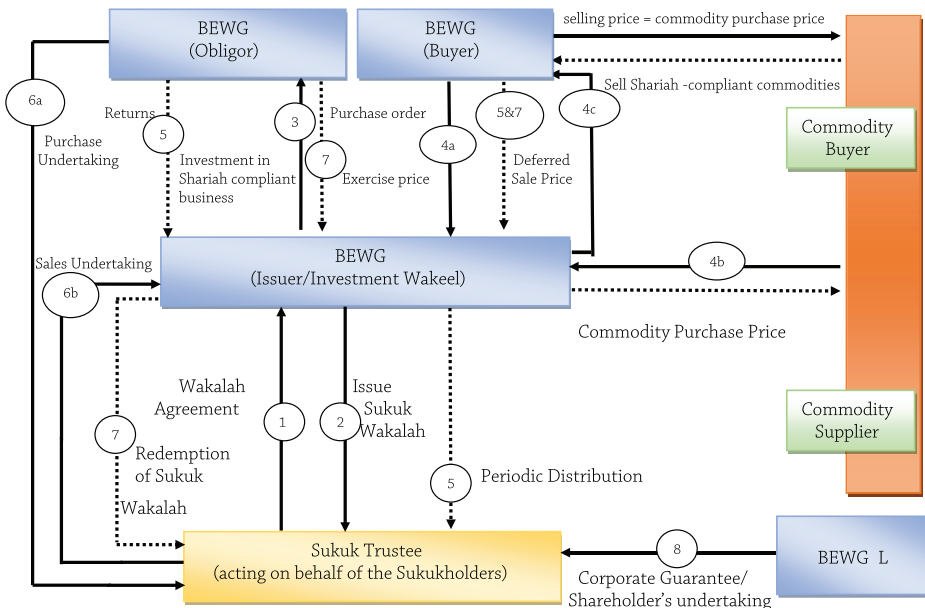 BEWG
(Obligor)
BEWG
(Buyer)
selling price = commodity purchase price
Sell Shariah -compliant commodities
6a
Purchase
Undertaking
Returns
5
Investment in
Shariah compliant
business
3
Purchase order
7
Exercise price
4a
5&7
Deferred
Sale Price
4c
Commodity
Buyer
Sales Undertaking
6b
BEWG
(Issuer/Investment Wakeel)
4b
Commodity Purchase Price
Wakalah
Agreement
1
Issue
Sukuk
Wakalah
2
7
Redemption
of Sukuk
Wakalah
5
Periodic Distribution
Commodity
Supplier
Sukuk Trustee
(acting on behalf of the Sukukholders)
8
Corporate Guarantee/
Shareholder's undertaking
BEWG L